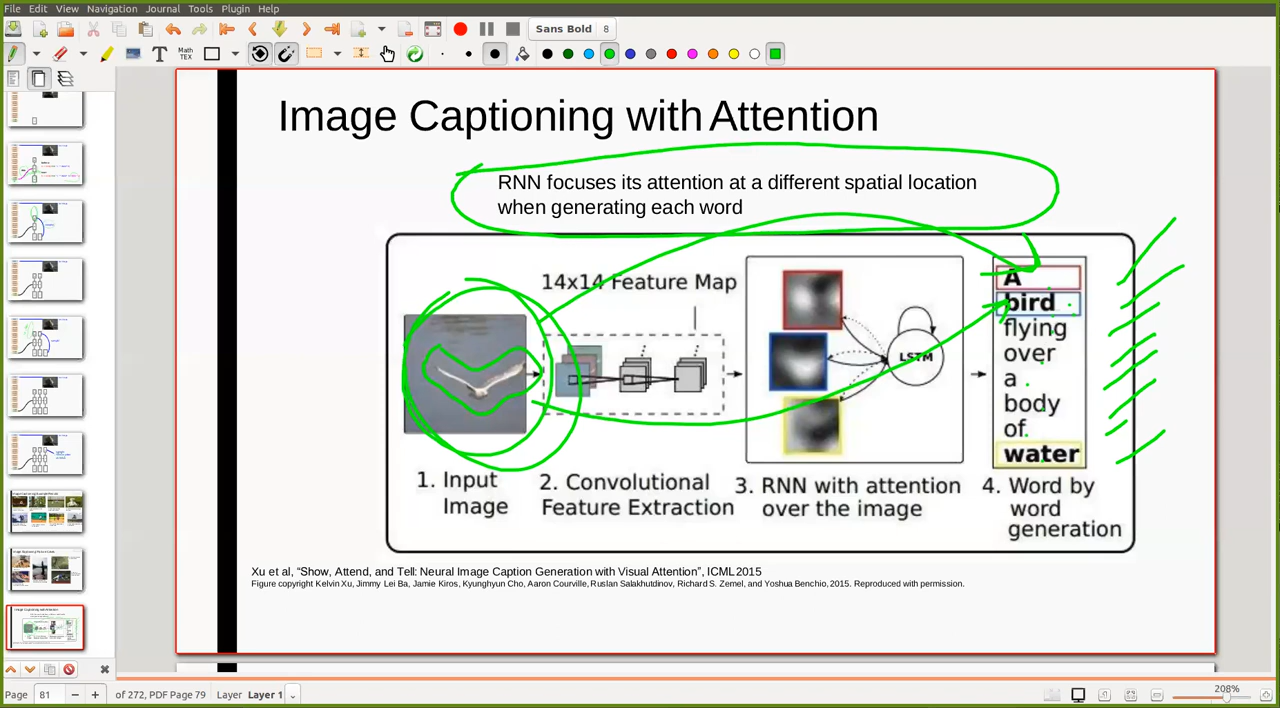 File Edit View Navigation Journal Tools Plugin Help
Sans Bold 8
Math
TEX
Image Captioning with Attention
RNN focuses its attention at a different spatial location
when generating each word
14x14 Feature Map
LSTM
A
bird
flying
over
a
body
of
water
1. Input
Image
2. Convolutional
Feature Extraction
3. RNN with attention
over the image
4. Word by
word
generation
Xu et al, “Show, Attend, and Tell: Neural Image Caption Generation with Visual Attention”, ICML 2015
Figure copyright Kelvin Xu, Jimmy Lei Ba, Jamie Kiros, Kyunghyun Cho, Aaron Courville, Ruslan Salakhutdinov, Richard S. Zemel, and Yoshua Benchio, 2015. Reproduced with permission.
Page 81 of 272, PDF Page 79 Layer Layer 1
208%